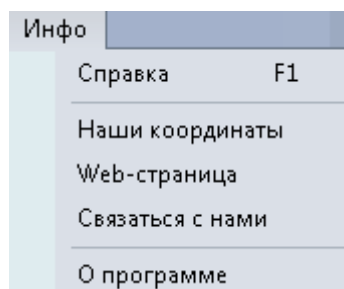 Инфо
Справка F1
Наши координаты
Web-страница
Связаться с нами
О программе